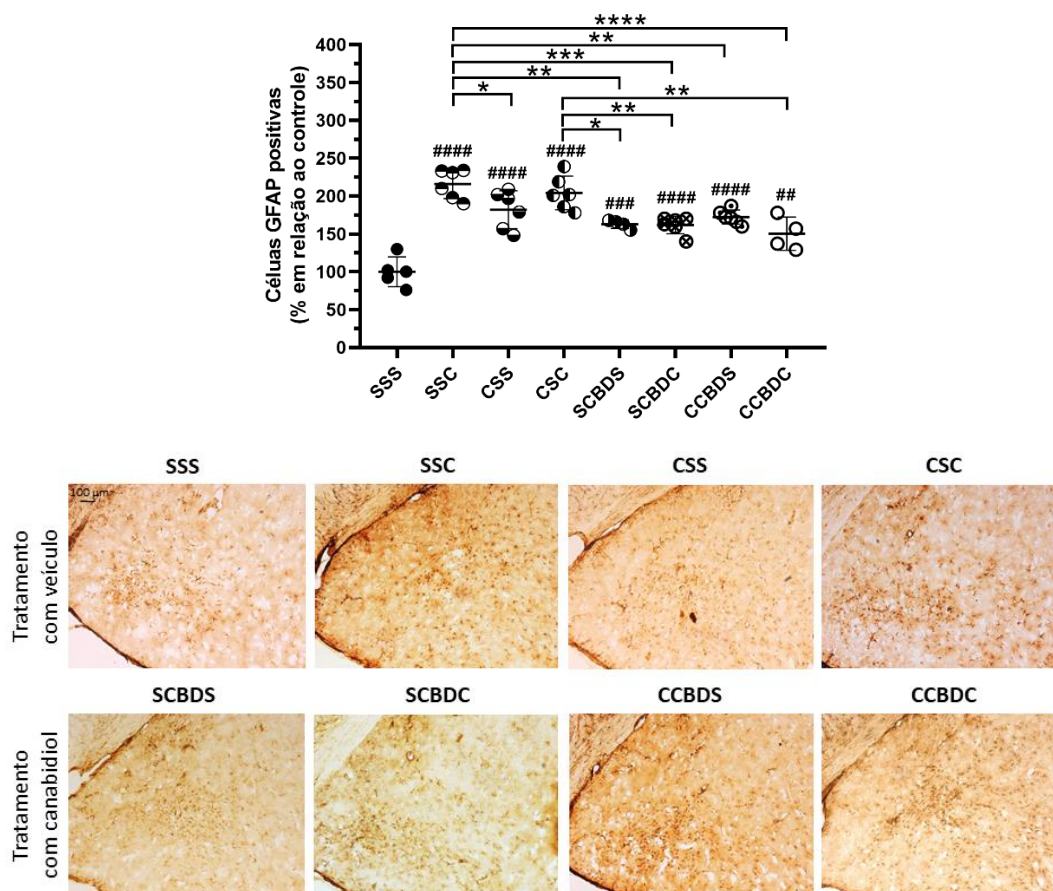 ****
**
***
**
*
**
**
*
Céluas GFAP positivas
(% em relação ao controle)
400
350
300
250
200
150
100
50
0
####
####
####
###
####
####
##
SSS
SSC
CSS
CSC
SCBDS
SCBDC
CCBDS
CCBDC
SSS
SSC
CSS
CSC
100 µm
Tratamento
com veículo
SCBDS
SCBDC
CCBDS
CCBDC
Tratamento
com canabidiol